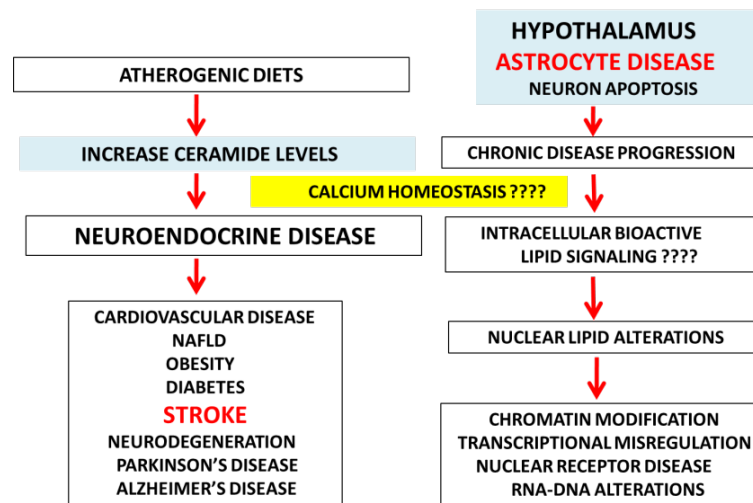 ATHEROGENIC DIETS
INCREASE CERAMIDE LEVELS
CALCIUM HOMEOSTASIS ????
NEUROENDOCRINE DISEASE
CARDIOVASCULAR DISEASE
NAFLD
OBESITY
DIABETES
STROKE
NEURODEGENERATION
PARKINSON'S DISEASE
ALZHEIMER'S DISEASE
HYPOTHALAMUS
ASTROCYTE DISEASE
NEURON APOPTOSIS
CHRONIC DISEASE PROGRESSION
INTRACELLULAR BIOACTIVE
LIPID SIGNALING ????
NUCLEAR LIPID ALTERATIONS
CHROMATIN MODIFICATION
TRANSCRIPTIONAL MISREGULATION
NUCLEAR RECEPTOR DISEASE
RNA-DNA ALTERATIONS